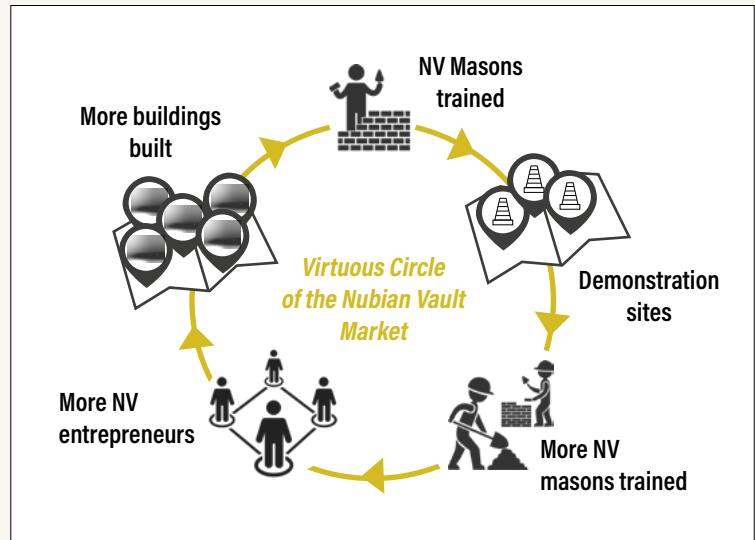 NV Masons
trained
More buildings
built
Virtuous Circle
of the Nubian Vault
Market
Demonstration
sites
More NV
entrepreneurs
More NV
masons trained